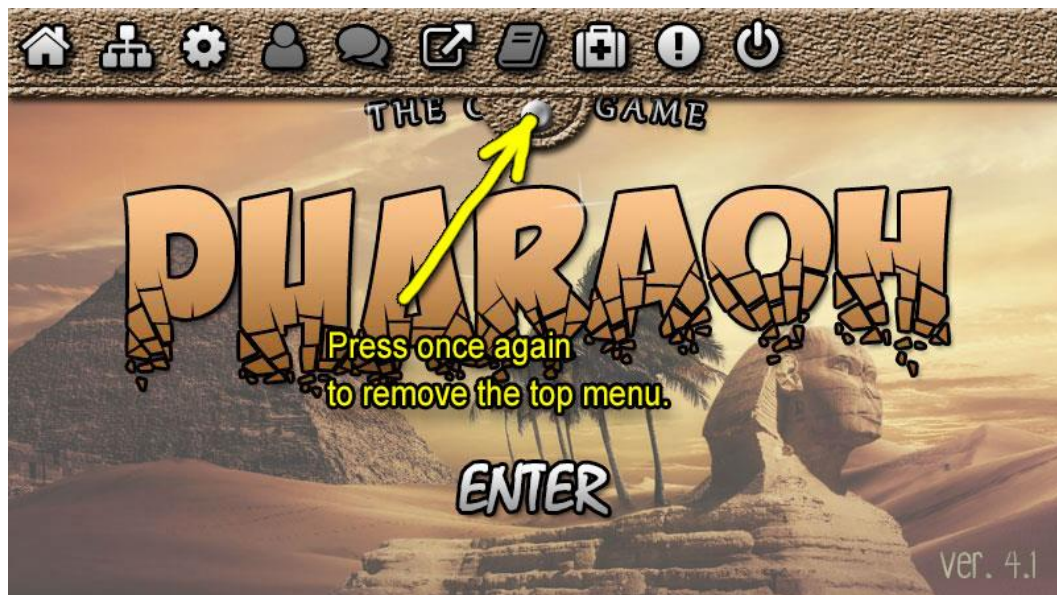 THE C GAME
PHARAOH
Press once again
to remove the top menu.
ENTER
ver. 4.1